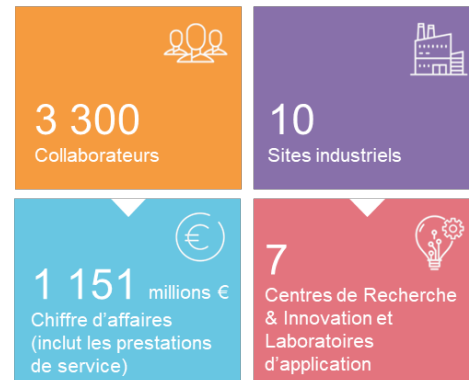 3 300
Collaborateurs
10
Sites industriels
1 151 millions €
Chiffre d'affaires
(inclut les prestations
de service)
7
Centres de Recherche
& Innovation et
Laboratoires
d'application